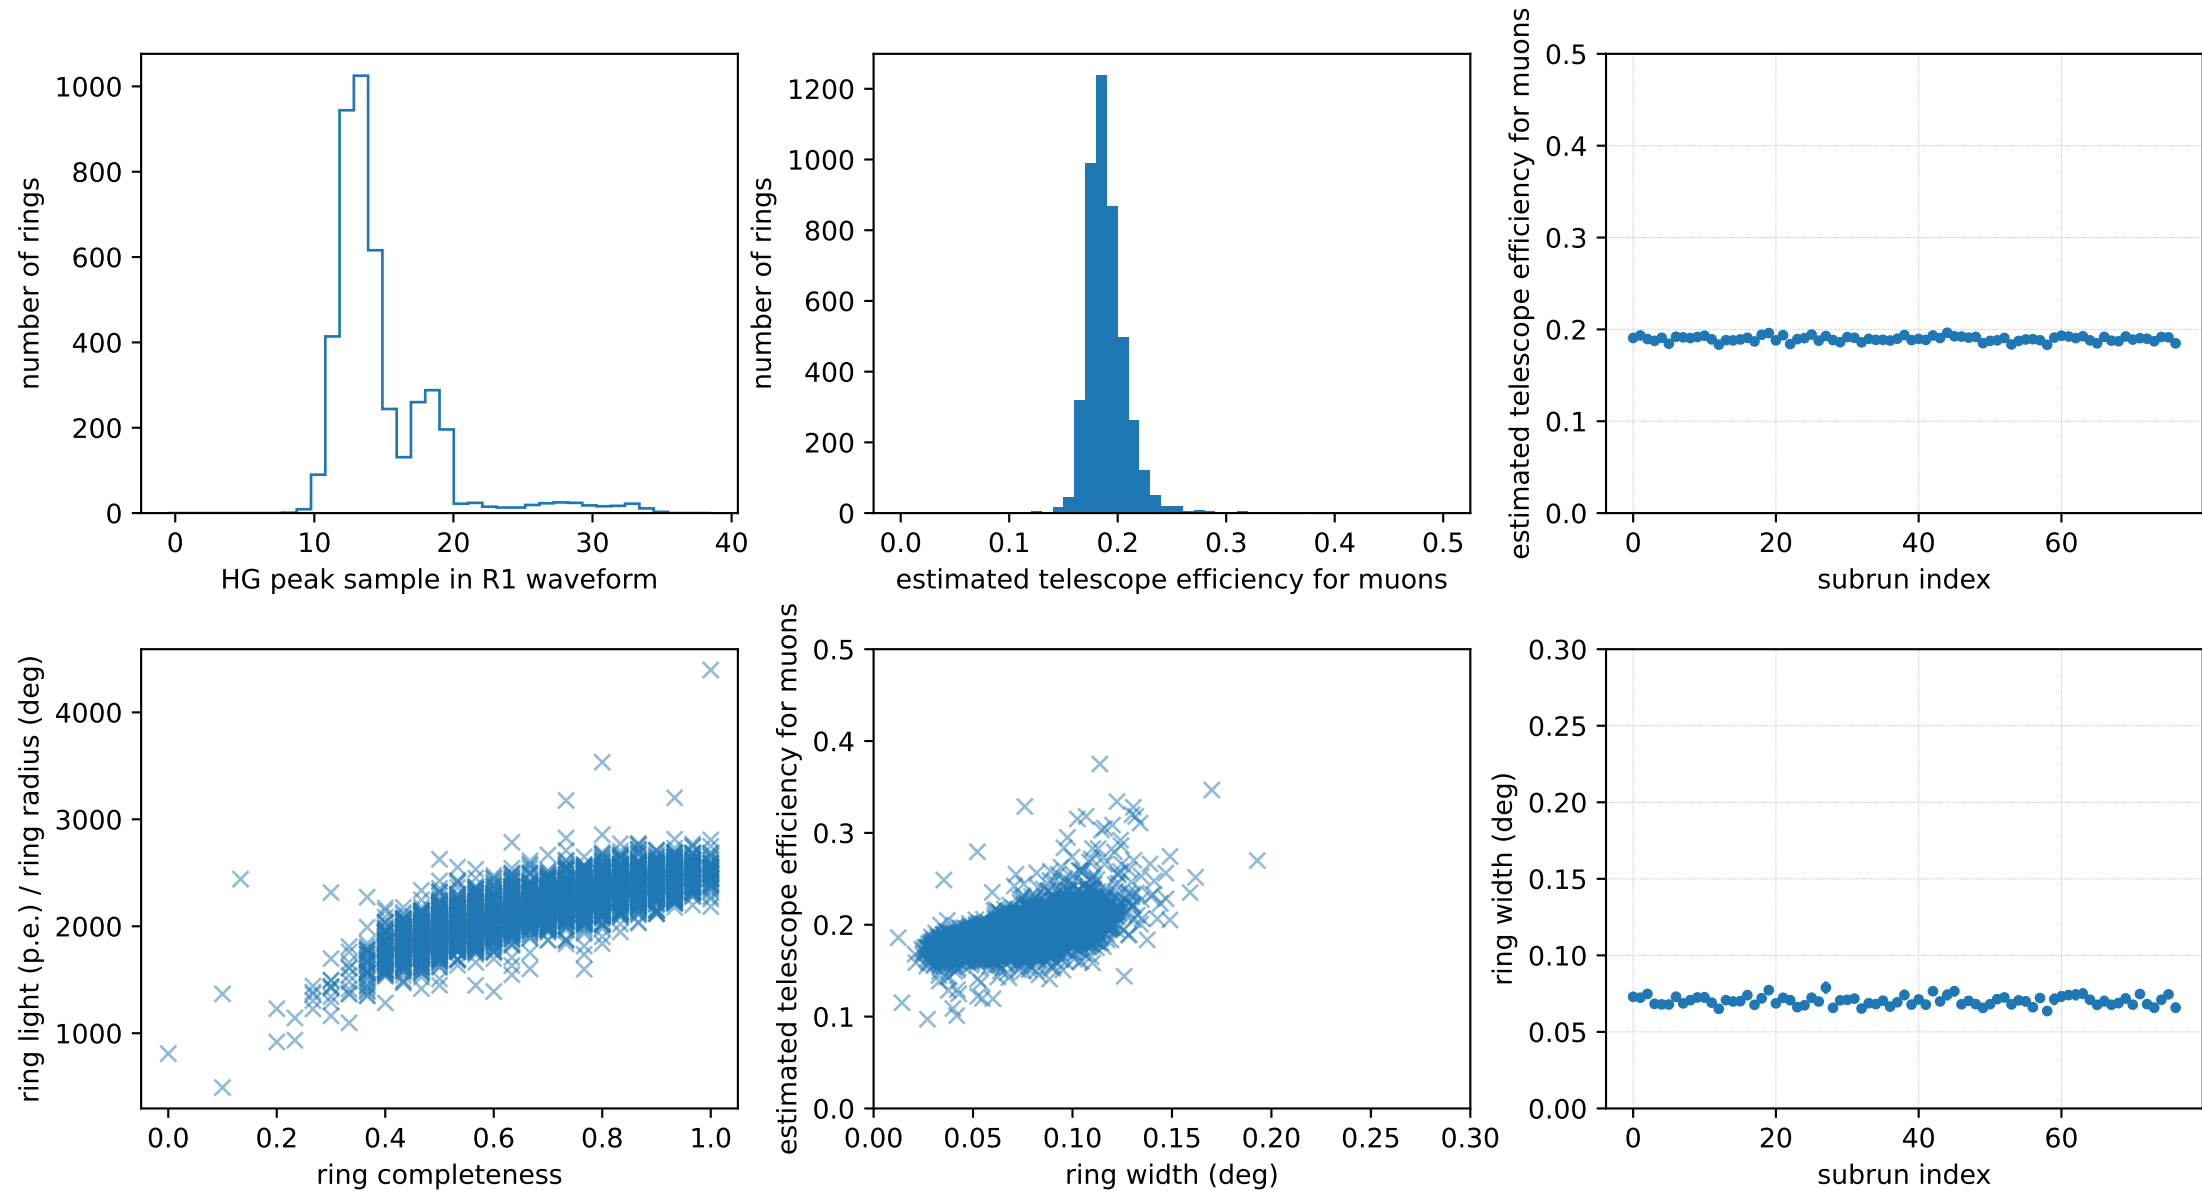 number of rings
1000
800
600
400
200
0
0 10 20 30 40
HG peak sample in R1 waveform
number of rings
1200
1000
800
600
400
200
0
0.0 0.1 0.2 0.3 0.4 0.5
estimated telescope efficiency for muons
estimated telescope efficiency for muons
0.5
0.4
0.3
0.2
0.1
0.0
0 20 40 60
subrun index
ring light (p.e.) / ring radius (deg)
4000
3000
2000
1000
0.0 0.2 0.4 0.6 0.8 1.0
ring completeness
estimated telescope efficiency for muons
0.5
0.4
0.3
0.2
0.1
0.0
0.00 0.05 0.10 0.15 0.20 0.25 0.30
ring width (deg)
ring width (deg)
0.30
0.25
0.20
0.15
0.10
0.05
0.00
0 20 40 60
subrun index